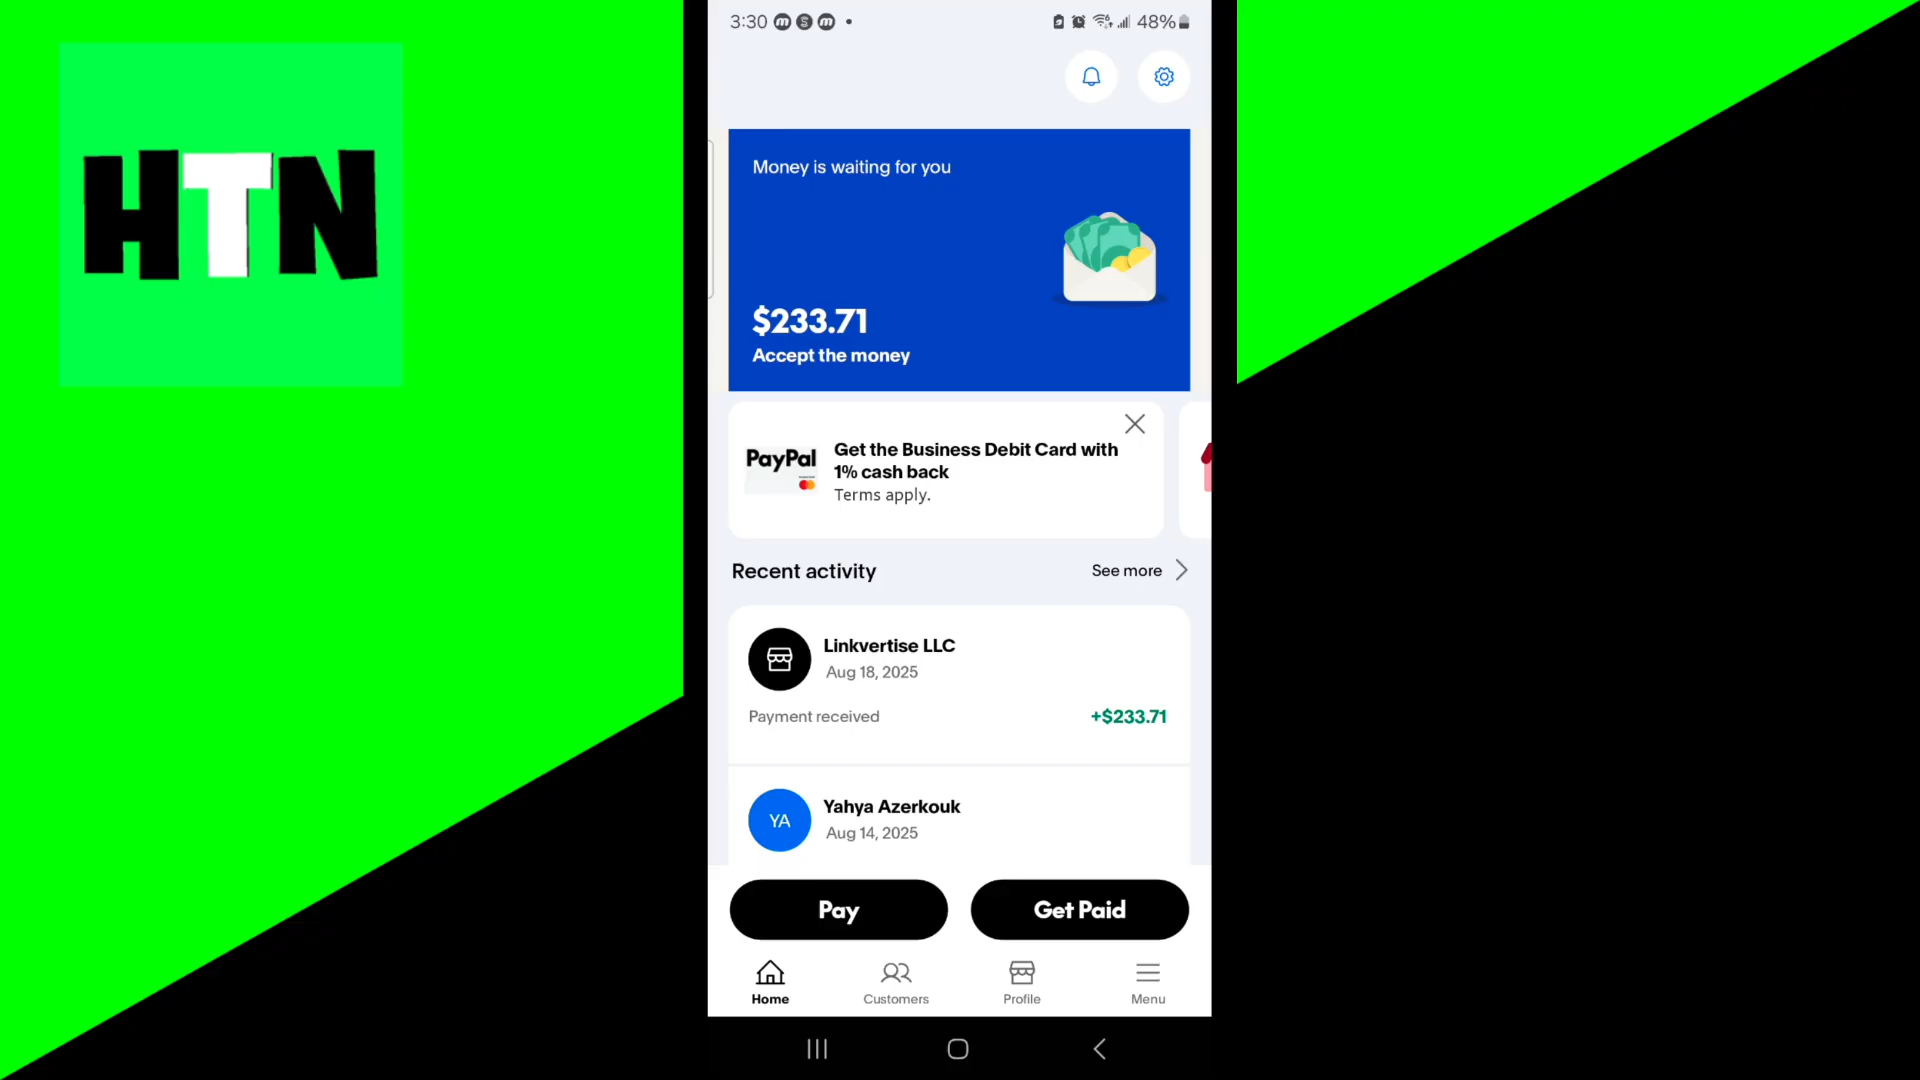 HTN
3:30
48%
Money is waiting for you
$233.71
Accept the money
PayPal
Get the Business Debit Card with
1% cash back
Terms apply.
Recent activity
See more
Linkvertise LLC
Aug 18, 2025
Payment received
+$233.71
YA
Yahya Azerkouk
Aug 14, 2025
Pay
Get Paid
Home
Customers
Profile
Menu